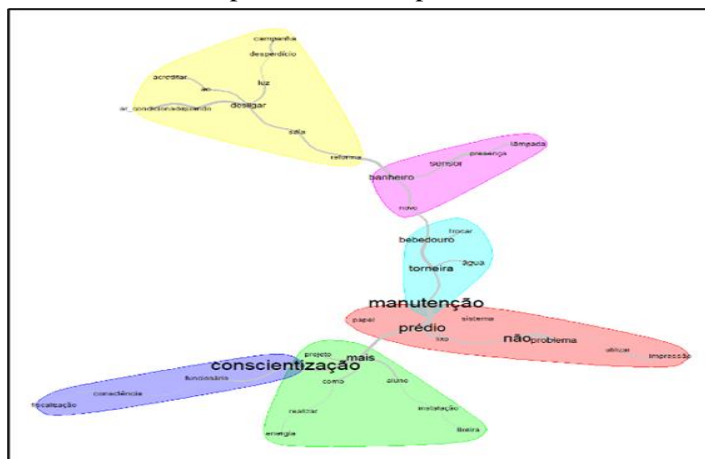 campanha
desperdício
acreditar
luz
ao
ar_condicionado
quando
desligar
sala
reforma
lâmpada
presença
sensor
banheiro
novo
trocar
bebedouro
água
torneira
manutenção
papel
sistema
prédio
lixo
não
problema
utilizar
impressão
projeto
mais
conscientização
funcionário
como
aluno
consciência
fiscalização
realizar
instalação
energia
lixeira